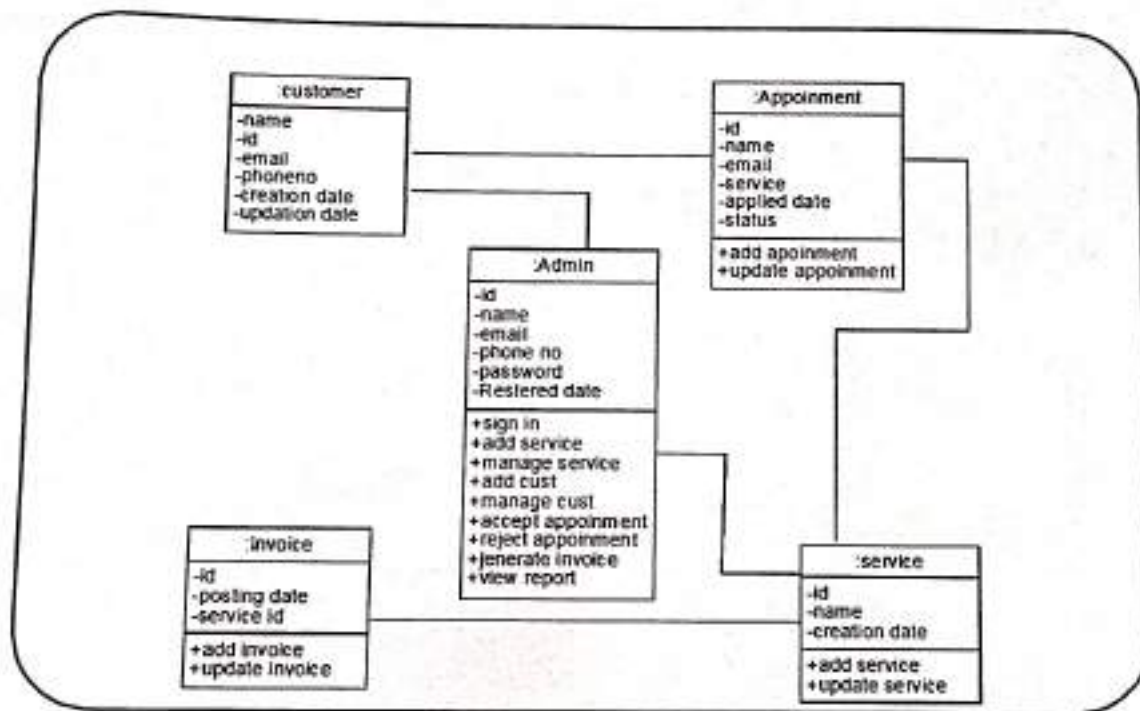 :customer
-name
-id
-email
-phoneno
-creation date
-updation date
:Appoinment
-id
-name
-email
-service
-applied date
-status
+add apoinment
+update appoinment
:Admin
-id
-name
-email
-phone no
-password
-Restered date
+sign in
+add service
+manage service
+add cust
+manage cust
+accept appoinment
+reject appoinment
+jenerate invoice
+view report
:invoice
-id
-posting date
-service id
+add invoice
+update invoice
:service
-id
-name
-creation date
+add service
+update service